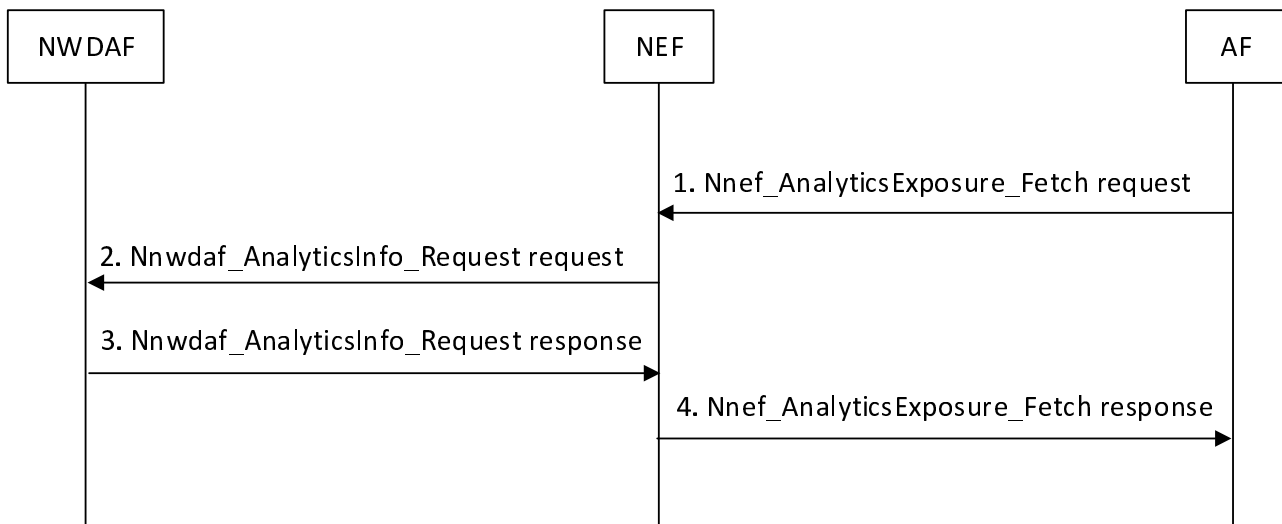 NWDAF
NEF
AF
1. Nnef_AnalyticsExposure_Fetch request
2. Nnwdaf_AnalyticsInfo_Request request
3. Nnwdaf_AnalyticsInfo_Request response
4. Nnef_AnalyticsExposure_Fetch response